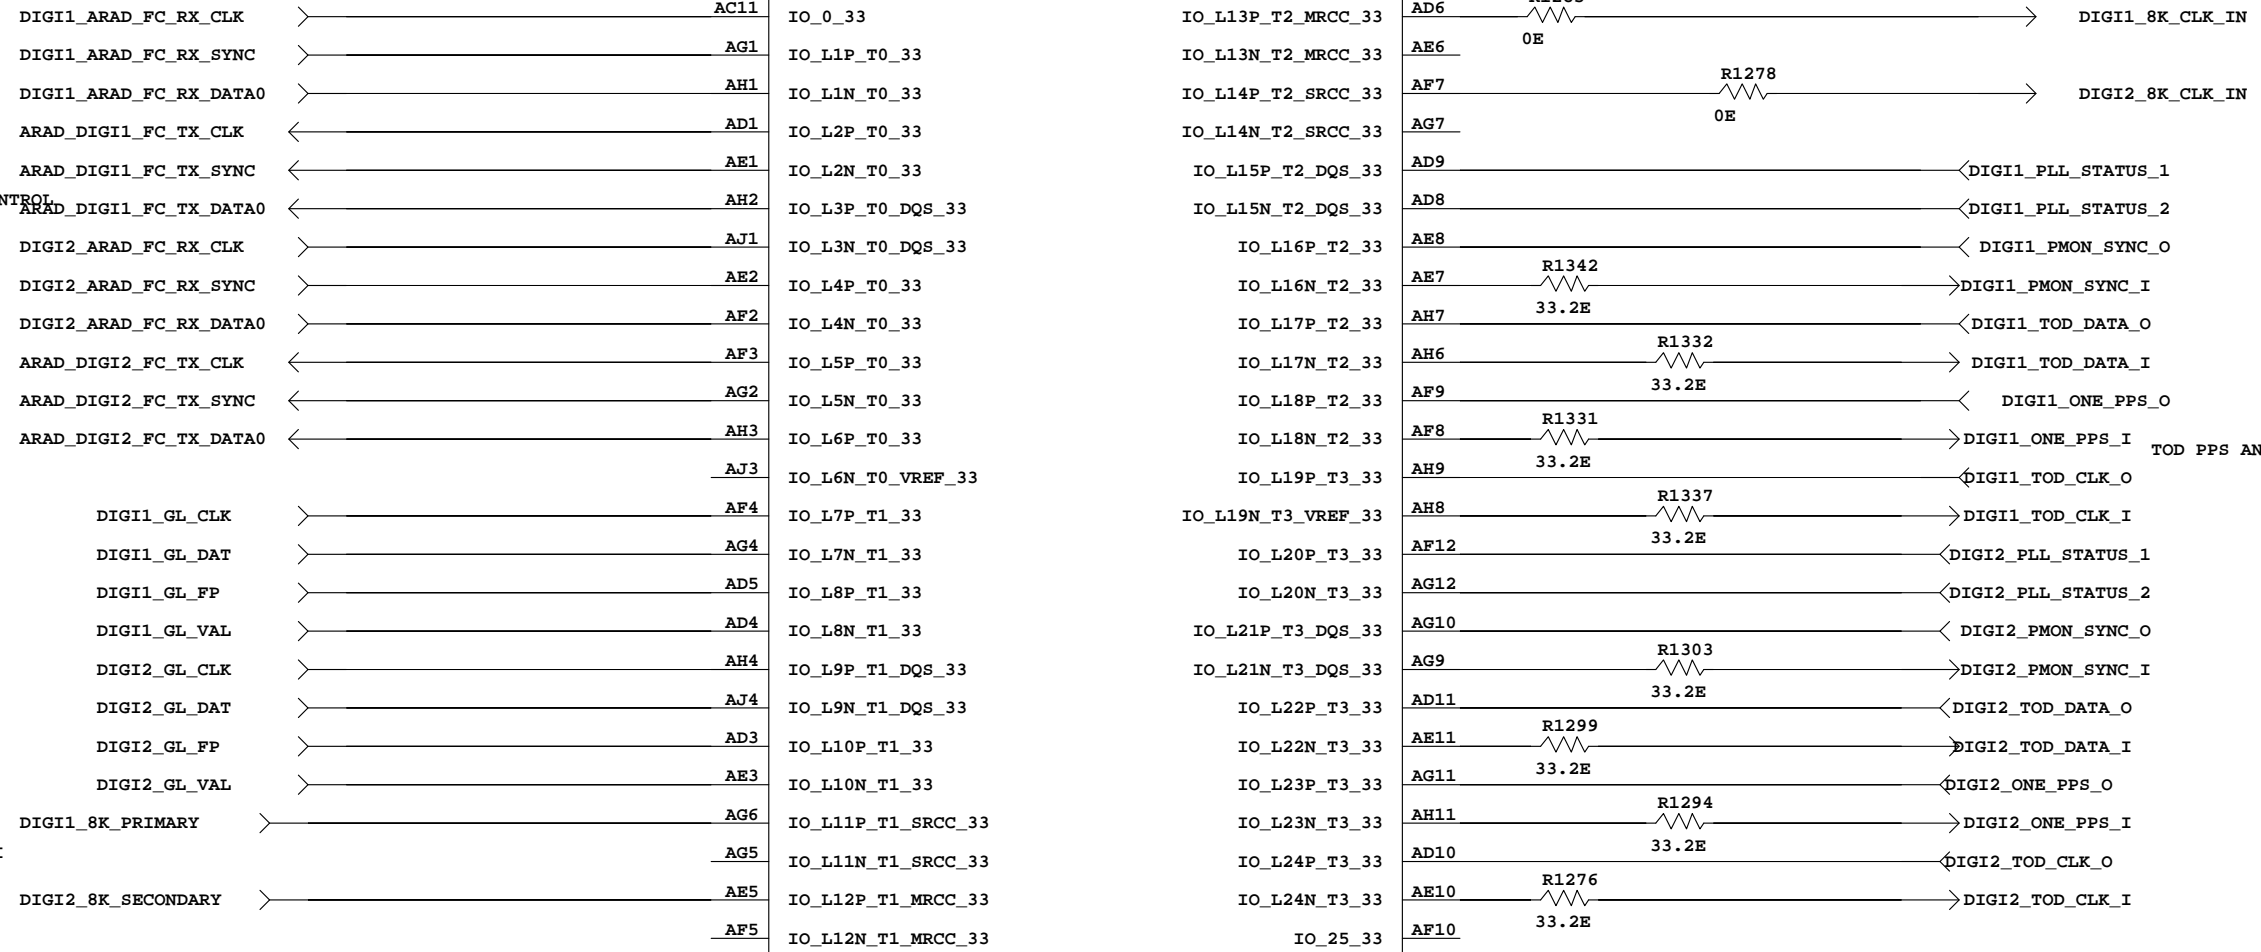 DIGI1_ARAD_FC_RX_CLK AC11 IO_0_33 IO_L13P_T2_MRCC_33 AD6 DIGI1_8K_CLK_IN
0E
DIGI1_ARAD_FC_RX_SYNC AG1 IO_L1P_T0_33 IO_L13N_T2_MRCC_33 AE6
R1278
DIGI1_ARAD_FC_RX_DATA0 AH1 IO_L1N_T0_33 IO_L14P_T2_SRCC_33 AF7 DIGI2_8K_CLK_IN
0E
ARAD_DIGI1_FC_TX_CLK AD1 IO_L2P_T0_33 IO_L14N_T2_SRCC_33 AG7
ARAD_DIGI1_FC_TX_SYNC AE1 IO_L2N_T0_33 IO_L15P_T2_DQS_33 AD9 DIGI1_PLL_STATUS_1
NTROL
ARAD_DIGI1_FC_TX_DATA0 AH2 IO_L3P_T0_DQS_33 IO_L15N_T2_DQS_33 AD8 DIGI1_PLL_STATUS_2
DIGI2_ARAD_FC_RX_CLK AJ1 IO_L3N_T0_DQS_33 IO_L16P_T2_33 AE8 DIGI1_PMON_SYNC_O
R1342
DIGI2_ARAD_FC_RX_SYNC AE2 IO_L4P_T0_33 IO_L16N_T2_33 AE7 DIGI1_PMON_SYNC_I
33.2E
DIGI2_ARAD_FC_RX_DATA0 AF2 IO_L4N_T0_33 IO_L17P_T2_33 AH7 DIGI1_TOD_DATA_O
R1332
ARAD_DIGI2_FC_TX_CLK AF3 IO_L5P_T0_33 IO_L17N_T2_33 AH6 DIGI1_TOD_DATA_I
33.2E
ARAD_DIGI2_FC_TX_SYNC AG2 IO_L5N_T0_33 IO_L18P_T2_33 AF9 DIGI1_ONE_PPS_O
R1331
ARAD_DIGI2_FC_TX_DATA0 AH3 IO_L6P_T0_33 IO_L18N_T2_33 AF8 DIGI1_ONE_PPS_I
TOD PPS AN
33.2E
AJ3 IO_L6N_T0_VREF_33 IO_L19P_T3_33 AH9 DIGI1_TOD_CLK_O
R1337
DIGI1_GL_CLK AF4 IO_L7P_T1_33 IO_L19N_T3_VREF_33 AH8 DIGI1_TOD_CLK_I
33.2E
DIGI1_GL_DAT AG4 IO_L7N_T1_33 IO_L20P_T3_33 AF12 DIGI2_PLL_STATUS_1
DIGI1_GL_FP AD5 IO_L8P_T1_33 IO_L20N_T3_33 AG12 DIGI2_PLL_STATUS_2
DIGI1_GL_VAL AD4 IO_L8N_T1_33 IO_L21P_T3_DQS_33 AG10 DIGI2_PMON_SYNC_O
R1303
DIGI2_GL_CLK AH4 IO_L9P_T1_DQS_33 IO_L21N_T3_DQS_33 AG9 DIGI2_PMON_SYNC_I
33.2E
DIGI2_GL_DAT AJ4 IO_L9N_T1_DQS_33 IO_L22P_T3_33 AD11 DIGI2_TOD_DATA_O
R1299
DIGI2_GL_FP AD3 IO_L10P_T1_33 IO_L22N_T3_33 AE11 DIGI2_TOD_DATA_I
33.2E
DIGI2_GL_VAL AE3 IO_L10N_T1_33 IO_L23P_T3_33 AG11 DIGI2_ONE_PPS_O
R1294
DIGI1_8K_PRIMARY AG6 IO_L11P_T1_SRCC_33 IO_L23N_T3_33 AH11 DIGI2_ONE_PPS_I
33.2E
AG5 IO_L11N_T1_SRCC_33 IO_L24P_T3_33 AD10 DIGI2_TOD_CLK_O
R1276
DIGI2_8K_SECONDARY AE5 IO_L12P_T1_MRCC_33 IO_L24N_T3_33 AE10 DIGI2_TOD_CLK_I
33.2E
AF5 IO_L12N_T1_MRCC_33 IO_25_33 AF10